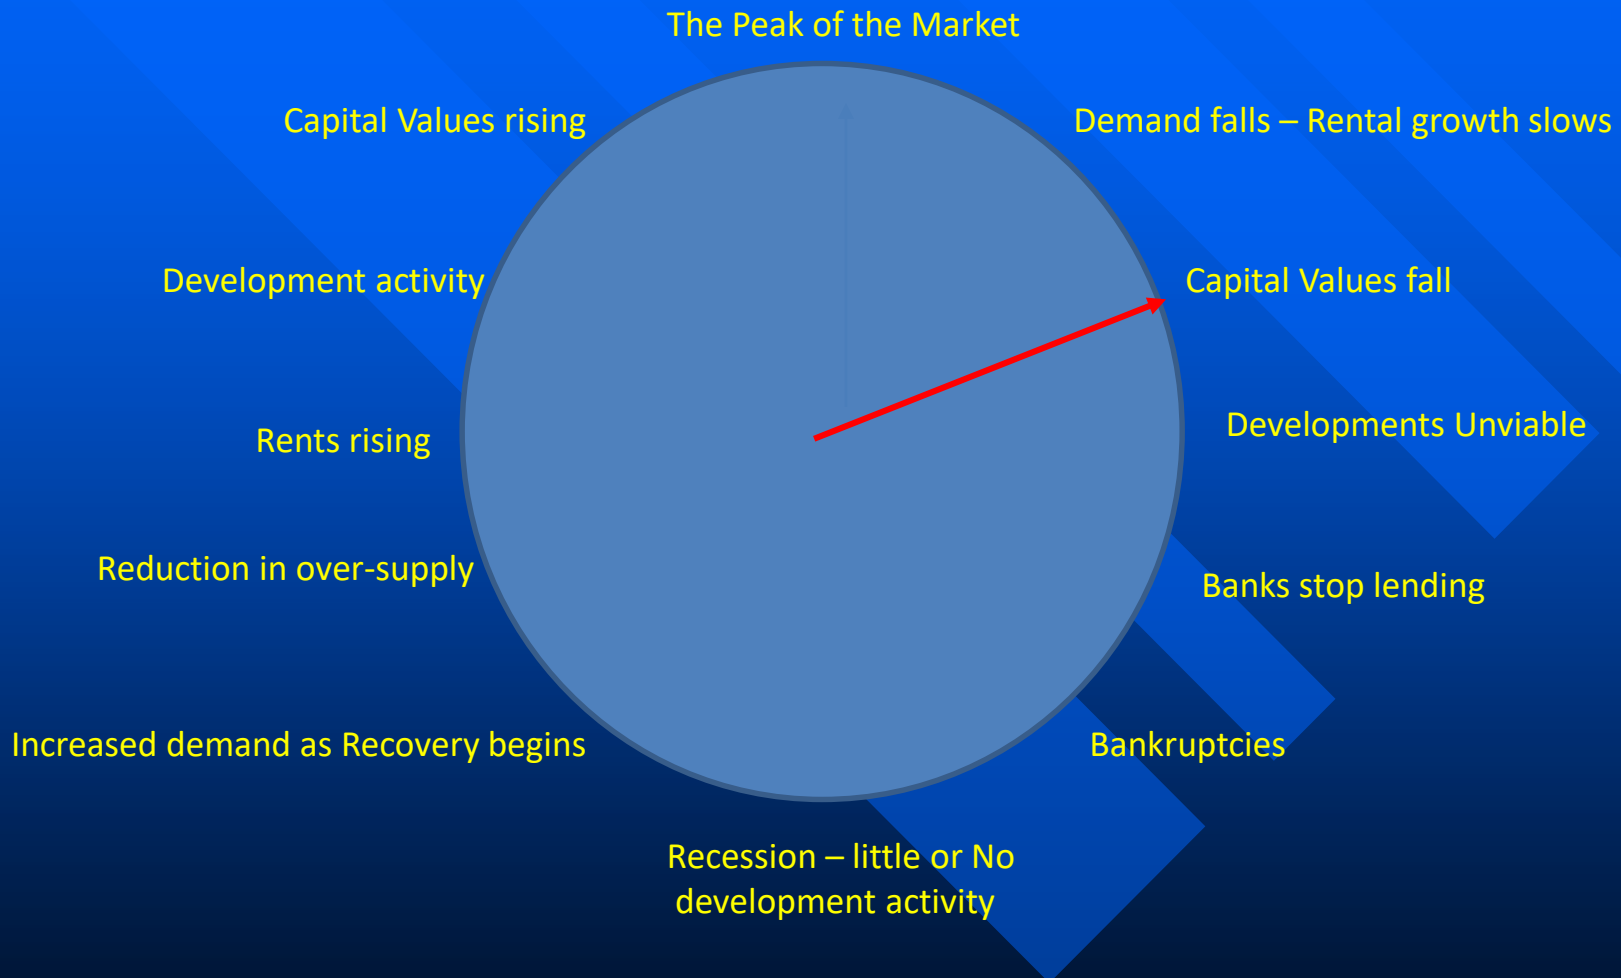 The Peak of the Market
Capital Values rising
Demand falls – Rental growth slows
Development activity
Capital Values fall
Rents rising
Developments Unviable
Reduction in over-supply
Banks stop lending
Increased demand as Recovery begins
Bankruptcies
Recession – little or No
development activity